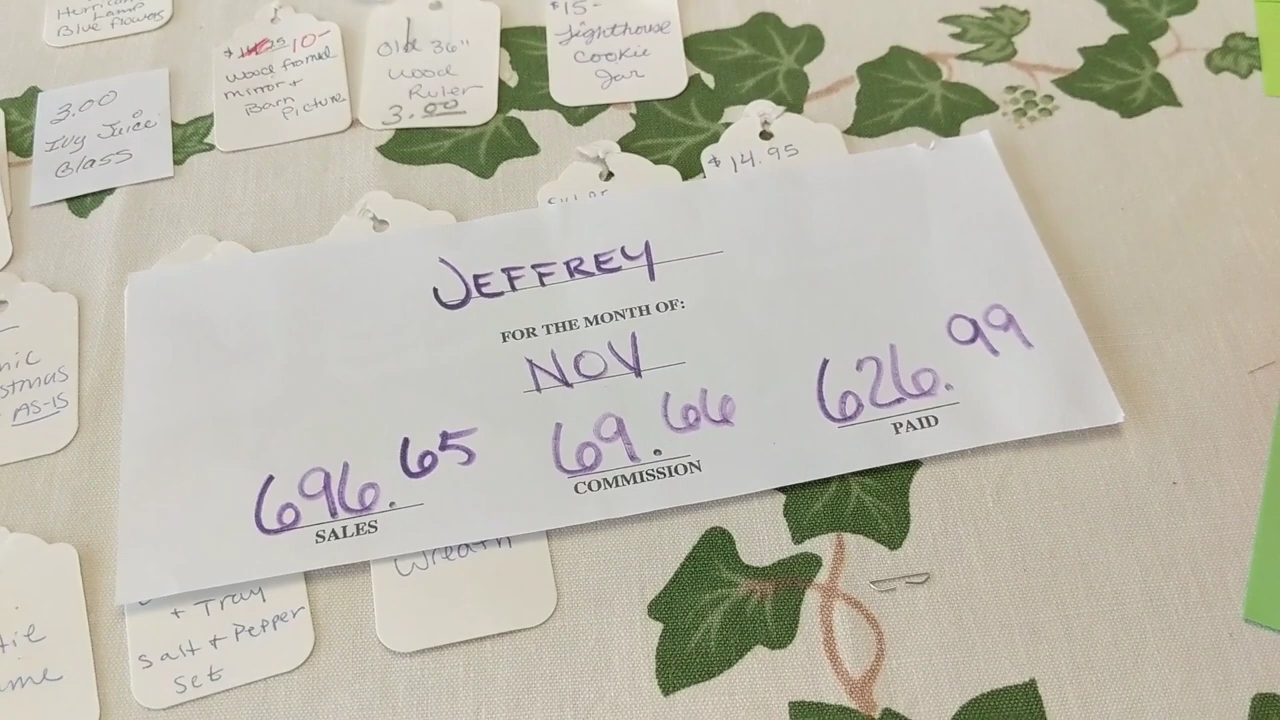 Hurrican
Lamp
Blue flowers
10-
Wood framed
mirror +
Barn
Picture
Old 36"
wood
Ruler
3.00
$15-
Lighthouse
Cookie
Jar
3.00
Ivy Juice
Glass
$14.95
AS-IS
JEFFREY
FOR THE MONTH OF:
NOV
696.65
SALES
69.66
COMMISSION
626.99
PAID
Wreath
+ Tray
Salt + Pepper
Set